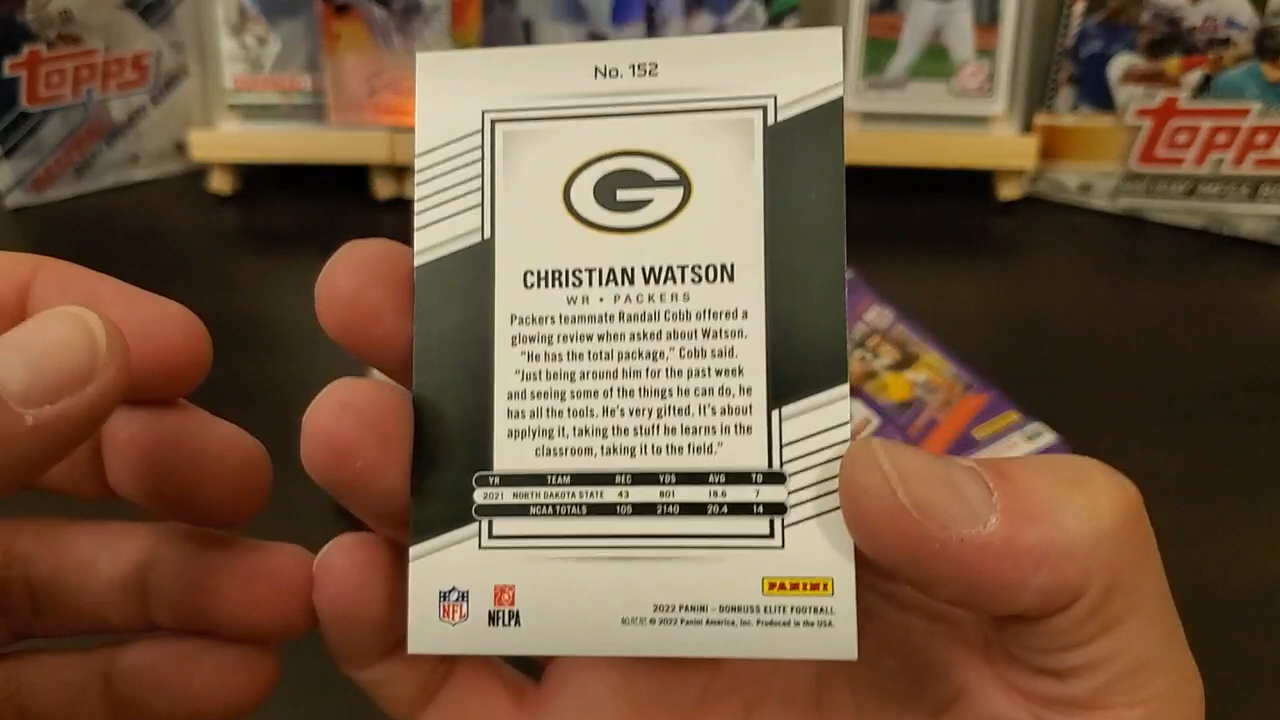 TOPPS
TOPPS
No. 152
G
CHRISTIAN WATSON
WR • PACKERS
Packers teammate Randall Cobb offered a
glowing review when asked about Watson.
"He has the total package," Cobb said.
"Just being around him for the past week
and seeing some of the things he can do, he
has all the tools. He's very gifted. It's about
applying it, taking the stuff he learns in the
classroom, taking it to the field."
YR TEAM REC YDS AVG TD
2021 NORTH DAKOTA STATE 43 801 18.6 7
NCAA TOTALS 105 2140 20.4 14
PANINI
NFL
NFLPA
2022 PANINI – DONRUSS ELITE FOOTBALL
© 2022 Panini America, Inc. Produced in the USA.